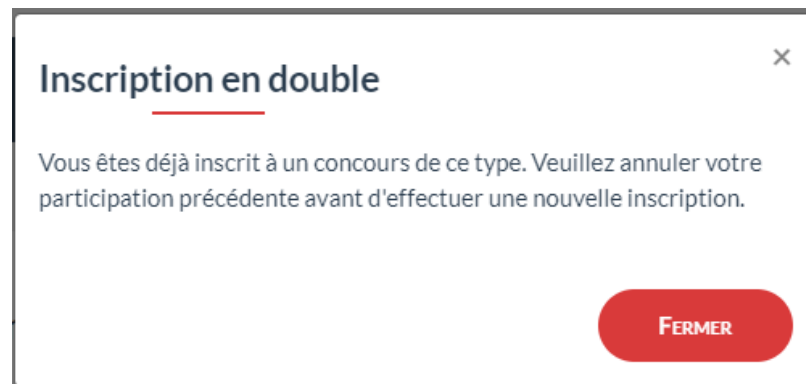 Inscription en double
×
Vous êtes déjà inscrit à un concours de ce type. Veuillez annuler votre
participation précédente avant d'effectuer une nouvelle inscription.
Fermer